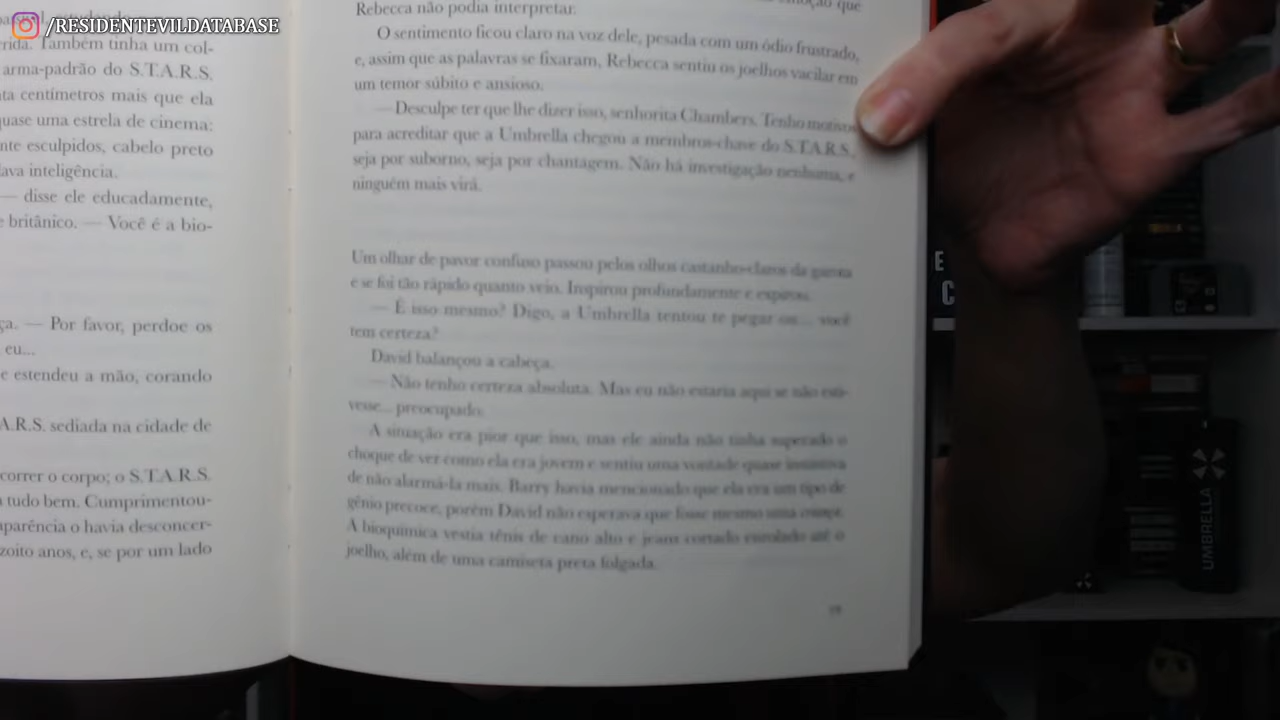 /RESIDENTEVILDATABASE
rida. Também tinha um col-
arma-padrão do S.T.A.R.S.
ta centímetros mais que ela
quase uma estrela de cinema:
nte esculpidos, cabelo preto
ava inteligência.
— disse ele educadamente,
e britânico. — Você é a bio-
ça. — Por favor, perdoe os
eu...
e estendeu a mão, corando
A.R.S. sediada na cidade de
correr o corpo; o S.T.A.R.S.
tudo bem. Cumprimentou-
aparência o havia desconcer-
zoito anos, e, se por um lado
Rebecca não podia interpretar.
O sentimento ficou claro na voz dele, pesada com um ódio frustrado,
e, assim que as palavras se fixaram, Rebecca sentiu os joelhos vacilar em
um temor súbito e ansioso.
— Desculpe ter que lhe dizer isso, senhorita Chambers. Tenho motivos
para acreditar que a Umbrella chegou a membros-chave do S.T.A.R.S.,
seja por suborno, seja por chantagem. Não há investigação nenhuma, e
ninguém mais virá.
Um olhar de pavor confuso passou pelos olhos castanho-claros da garota
e se foi tão rápido quanto veio. Inspirou profundamente e expirou.
— É isso mesmo? Digo, a Umbrella tentou te pegar ou... você
tem certeza?
David balançou a cabeça.
— Não tenho certeza absoluta. Mas eu não estaria aqui se não esti-
vesse... preocupado.
A situação era pior que isso, mas ele ainda não tinha superado o
choque de ver como ela era jovem e sentiu uma vontade quase instintiva
de não alarmá-la mais. Barry havia mencionado que ela era um tipo de
gênio precoce, porém David não esperava que fosse mesmo uma criança.
A bioquímica vestia tênis de cano alto e jeans cortado enrolado até o
joelho, além de uma camiseta preta folgada.
E
C
UMBRELLA